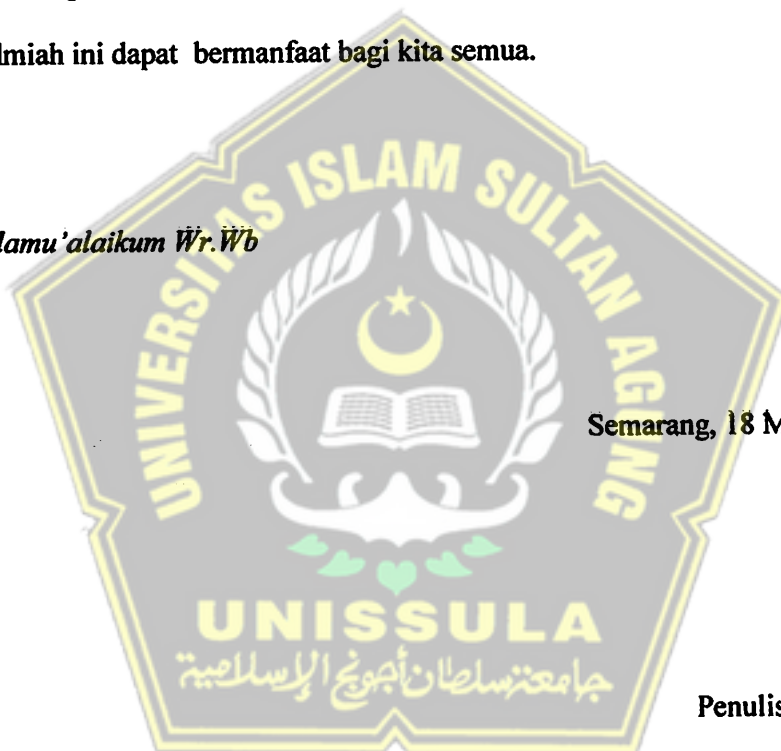 lmiah ini dapat bermanfaat bagi kita semua.
UNIVERSITAS ISLAM SULTAN AGUNG
lamu'alaikum Wr.Wb
Semarang, 18 M
UNISSULA
جامعة سلطان أجونج الإسلامية
Penulis